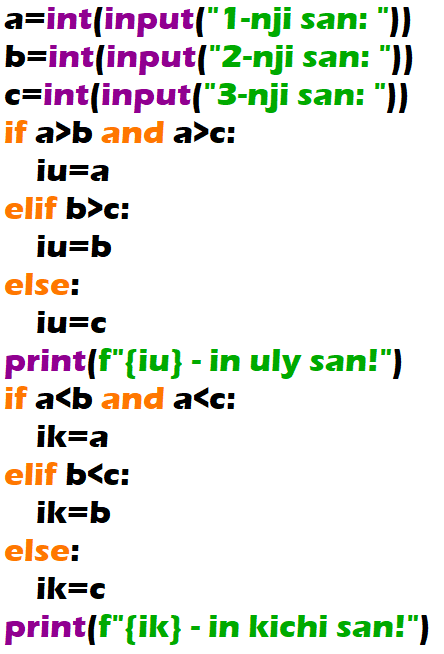 a=int(input("1-nji san: "))
b=int(input("2-nji san: "))
c=int(input("3-nji san: "))
if a>b and a>c:
    iu=a
elif b>c:
    iu=b
else:
    iu=c
print(f"{iu} - in uly san!")
if a<b and a<c:
    ik=a
elif b<c:
    ik=b
else:
    ik=c
print(f"{ik} - in kichi san!")